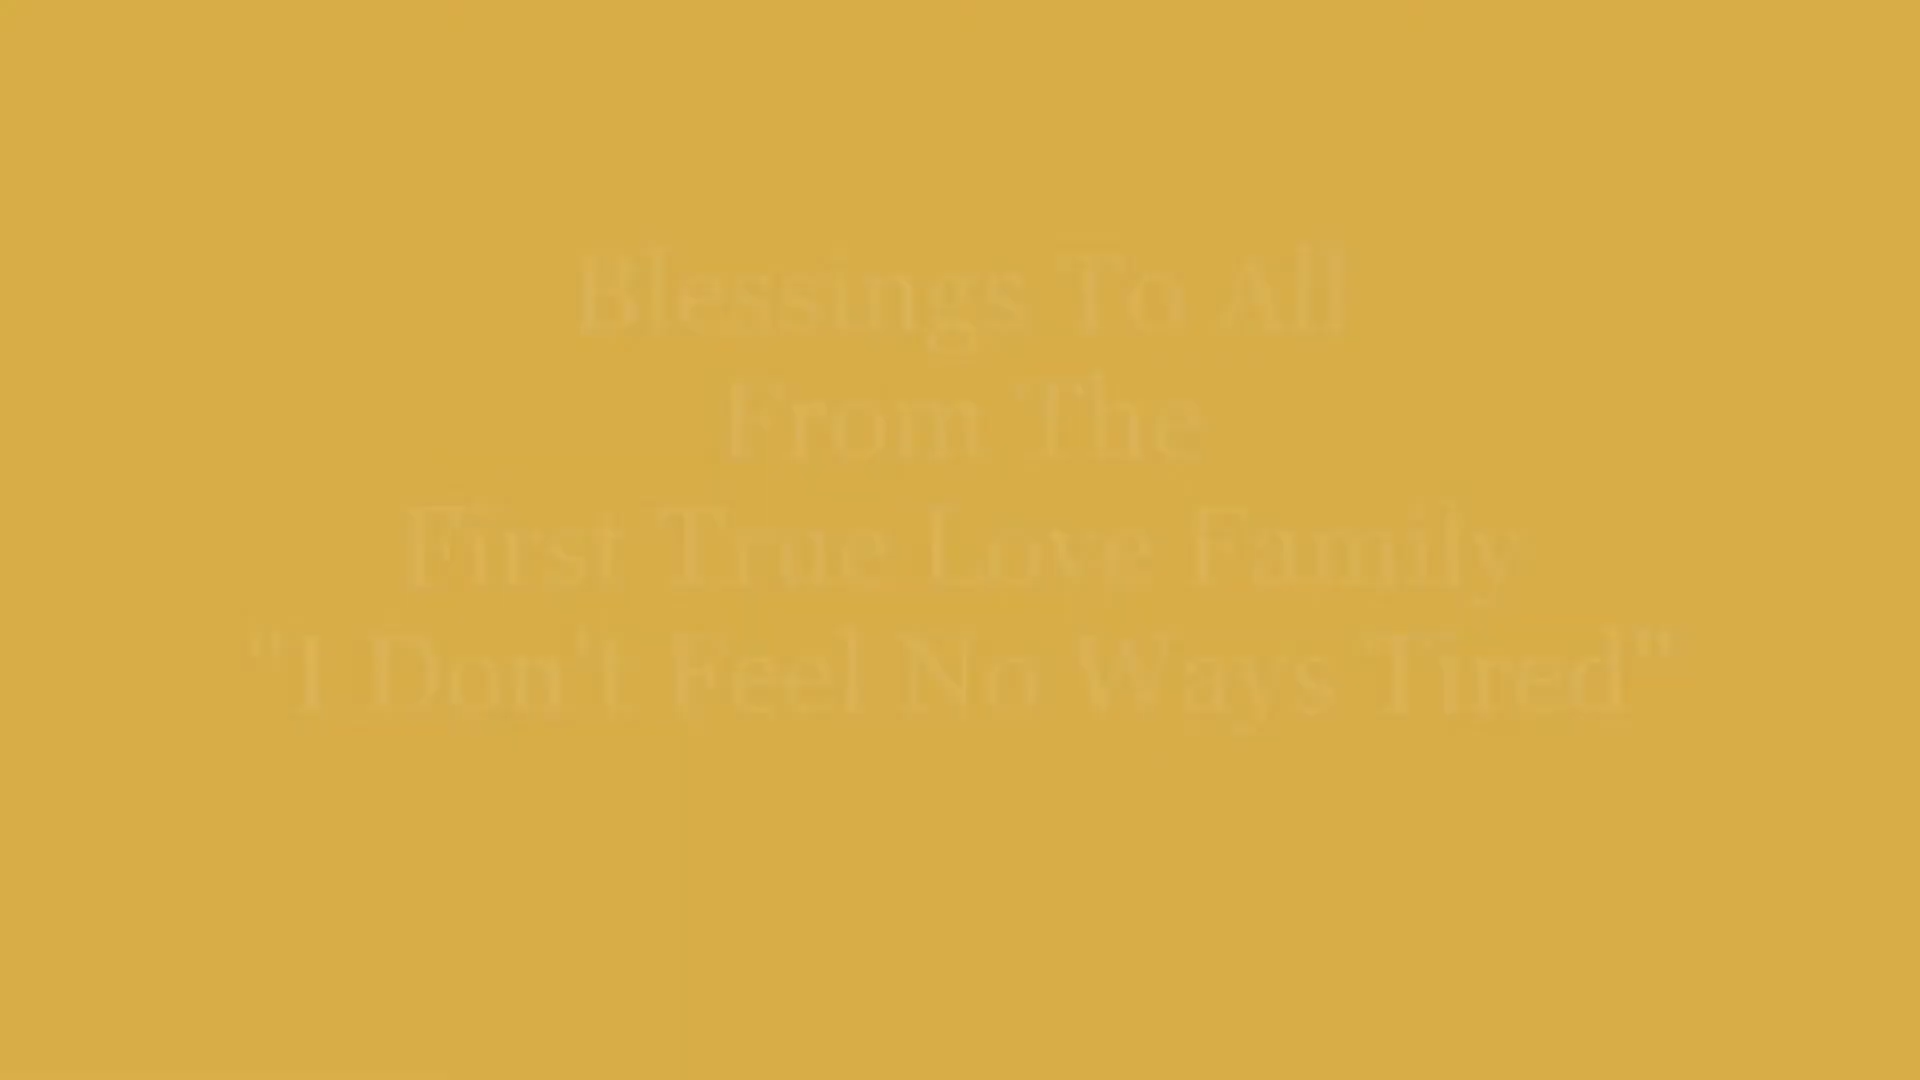 Blessings To All
From The
First True Love Family
"I Don't Feel No Ways Tired"